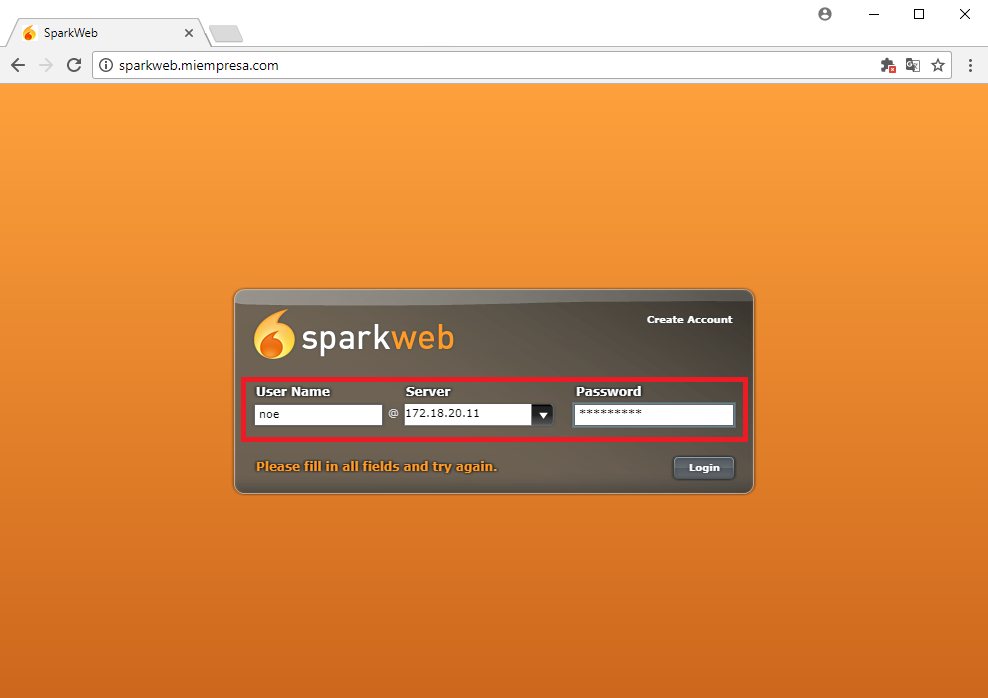 SparkWeb
sparkweb.miempresa.com
Create Account
sparkweb
User Name Server Password
noe @ 172.18.20.11 *********
Please fill in all fields and try again.
Login